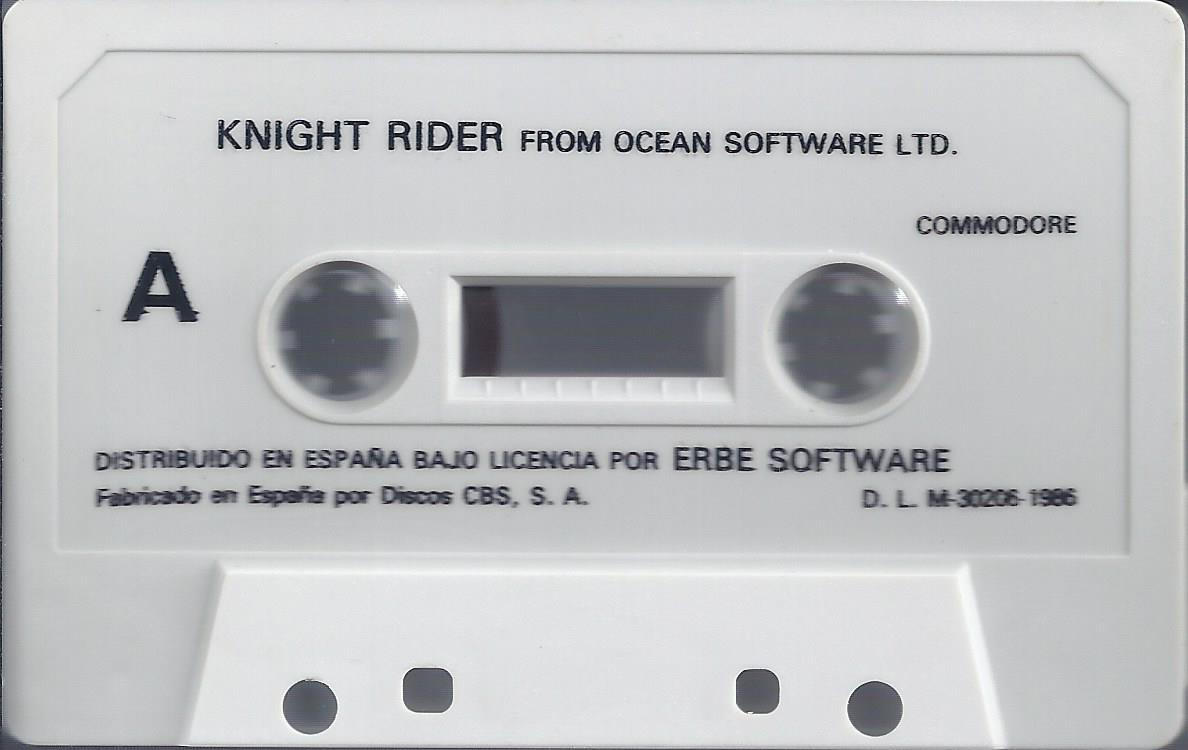 KNIGHT RIDER FROM OCEAN SOFTWARE LTD.
COMMODORE
A
DISTRIBUIDO EN ESPAÑA BAJO LICENCIA POR ERBE SOFTWARE
Fabricado en España por Discos CBS, S. A. D. L. M-30206-1986